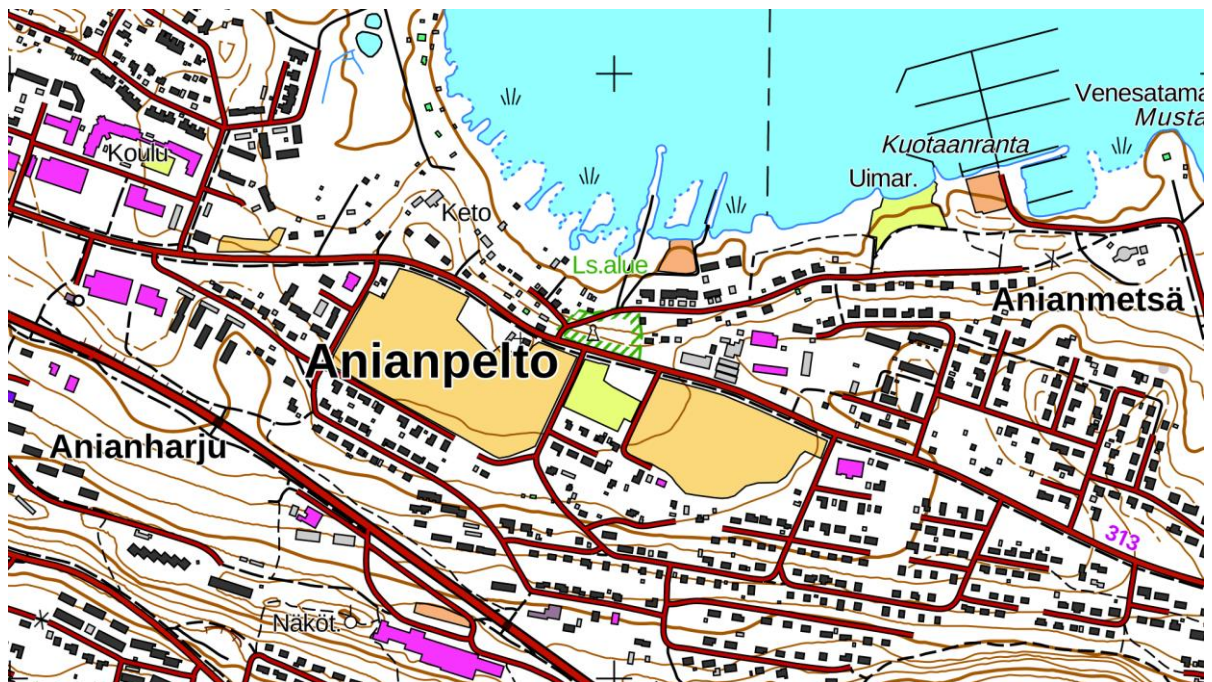 Venesatama
Musta
Kuotaanranta
Koulu
Uimar.
Keto
Ls.alue
Anianmetsä
Anianpelto
Anianharju
313
Näköt.